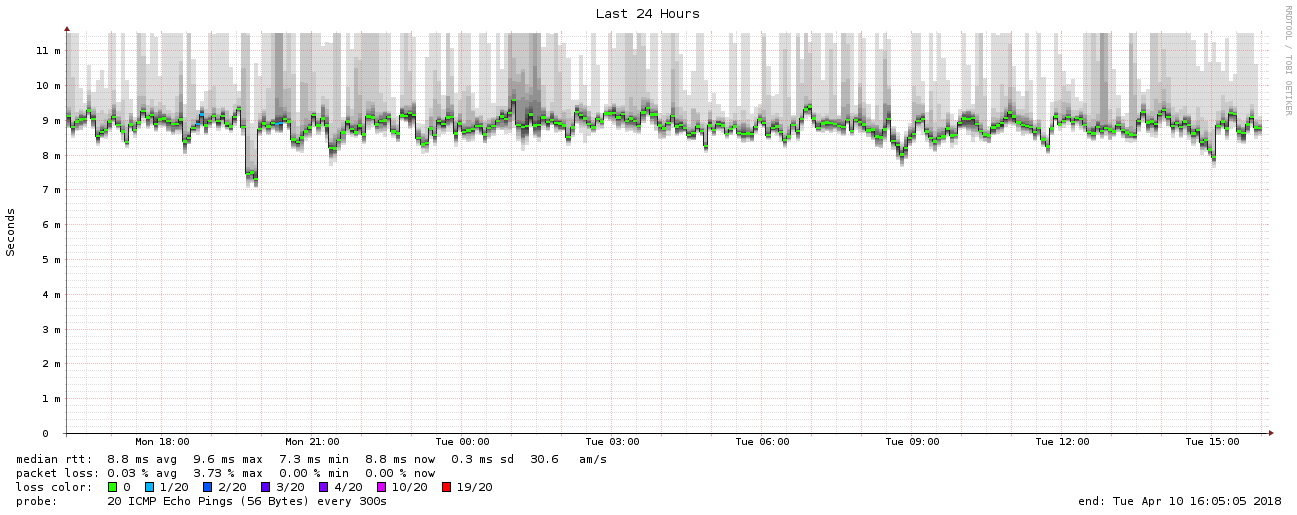 Last 24 Hours
RRDTOOL / TOBI OETIKER
Seconds
11 m
10 m
9 m
8 m
7 m
6 m
5 m
4 m
3 m
2 m
1 m
0
Mon 18:00 Mon 21:00 Tue 00:00 Tue 03:00 Tue 06:00 Tue 09:00 Tue 12:00 Tue 15:00
median rtt: 8.8 ms avg 9.6 ms max 7.3 ms min 8.8 ms now 0.3 ms sd 30.6 am/s
packet loss: 0.03 % avg 3.73 % max 0.00 % min 0.00 % now
loss color: 0 1/20 2/20 3/20 4/20 10/20 19/20
probe: 20 ICMP Echo Pings (56 Bytes) every 300s end: Tue Apr 10 16:05:05 2018